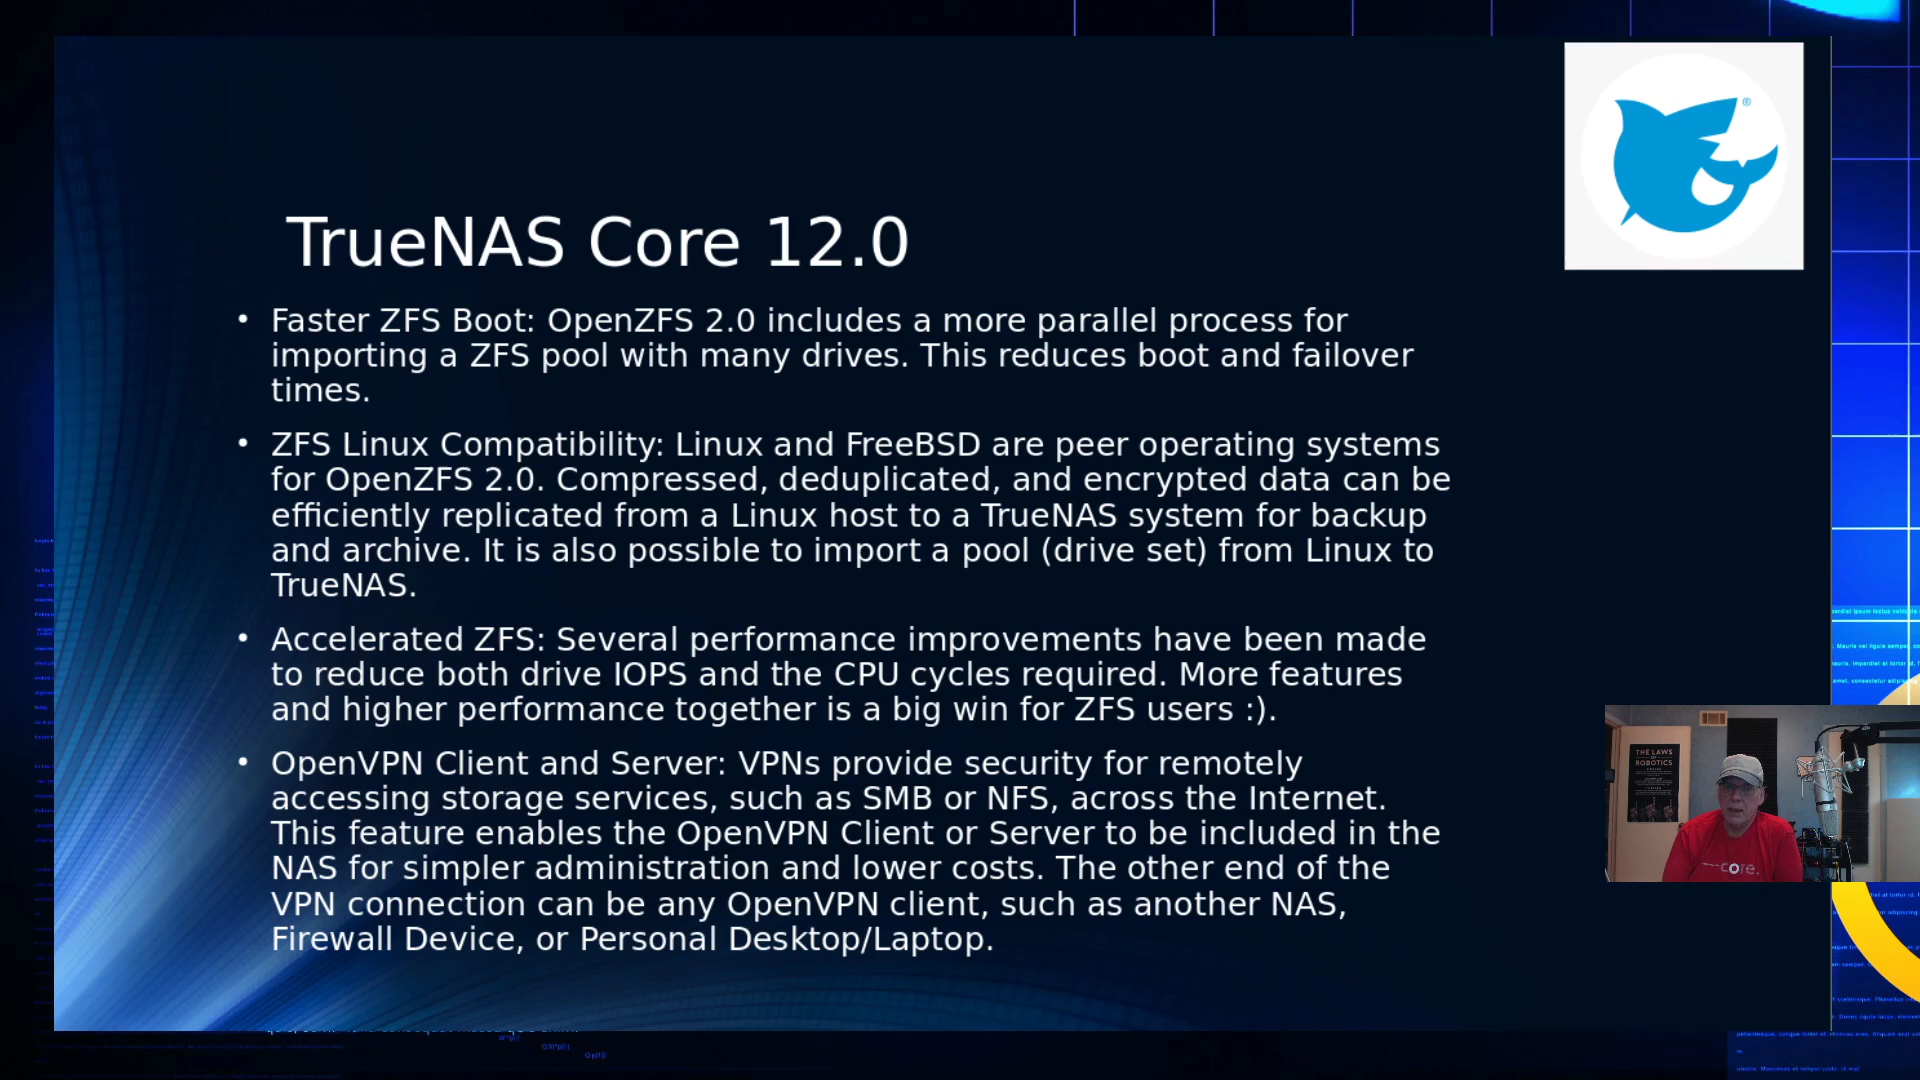 TrueNAS Core 12.0
• Faster ZFS Boot: OpenZFS 2.0 includes a more parallel process for
importing a ZFS pool with many drives. This reduces boot and failover
times.
• ZFS Linux Compatibility: Linux and FreeBSD are peer operating systems
for OpenZFS 2.0. Compressed, deduplicated, and encrypted data can be
efficiently replicated from a Linux host to a TrueNAS system for backup
and archive. It is also possible to import a pool (drive set) from Linux to
TrueNAS.
• Accelerated ZFS: Several performance improvements have been made
to reduce both drive IOPS and the CPU cycles required. More features
and higher performance together is a big win for ZFS users :).
• OpenVPN Client and Server: VPNs provide security for remotely
accessing storage services, such as SMB or NFS, across the Internet.
This feature enables the OpenVPN Client or Server to be included in the
NAS for simpler administration and lower costs. The other end of the
VPN connection can be any OpenVPN client, such as another NAS,
Firewall Device, or Personal Desktop/Laptop.
®
THE LAWS
ROBOTICS
core.